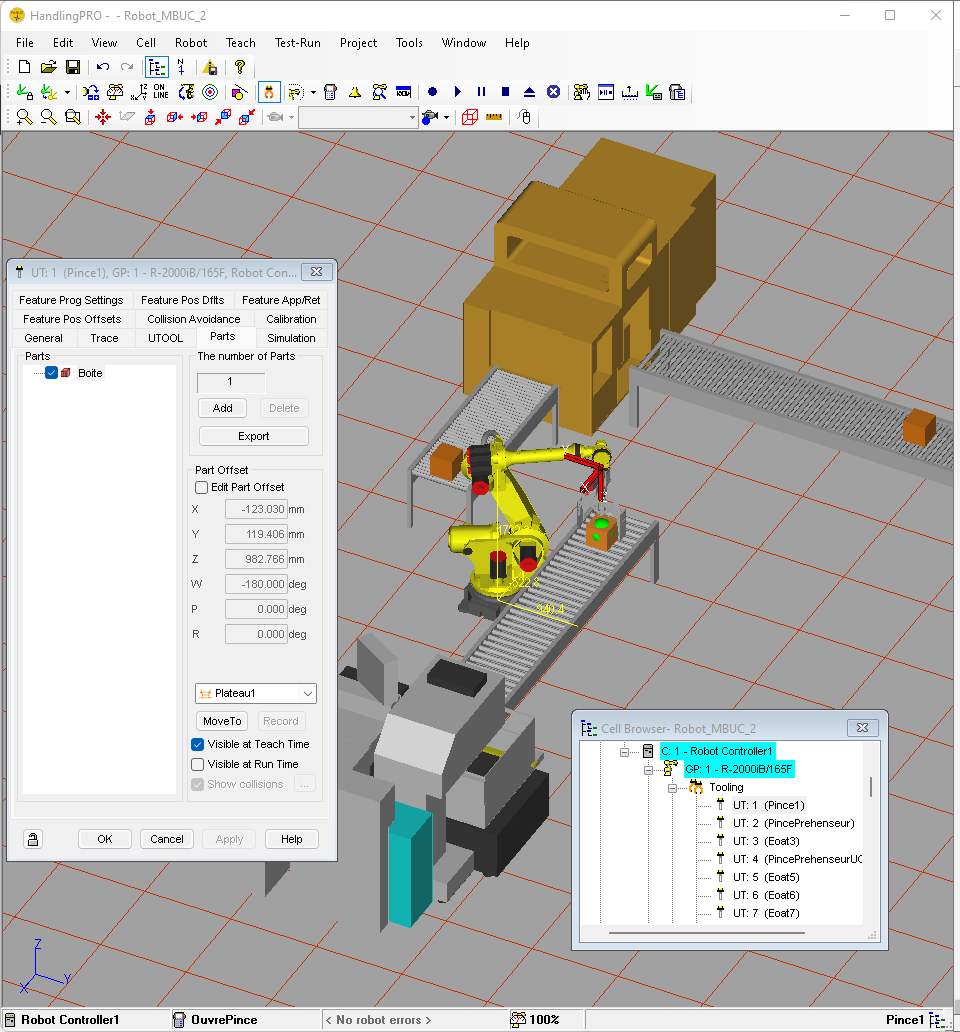 HandlingPRO - - Robot_MBUC_2
File Edit View Cell Robot Teach Test-Run Project Tools Window Help
ON LINE
UT: 1 (Pince1), GP: 1 - R-2000iB/165F, Robot Con...
Feature Prog Settings Feature Pos Dflts Feature App/Ret
Feature Pos Offsets Collision Avoidance Calibration
General Trace UTOOL Parts Simulation
Parts
Boite
The number of Parts
1
Add Delete
Export
Part Offset
Edit Part Offset
X -123.030 mm
Y 119.406 mm
Z 982.766 mm
W -180.000 deg
P 0.000 deg
R 0.000 deg
Plateau1
MoveTo Record
Visible at Teach Time
Visible at Run Time
Show collisions ...
OK Cancel Apply Help
Cell Browser- Robot_MBUC_2
C: 1 - Robot Controller1
GP: 1 - R-2000iB/165F
Tooling
UT: 1 (Pince1)
UT: 2 (PincePrehenseur)
UT: 3 (Eoat3)
UT: 4 (PincePrehenseurUC
UT: 5 (Eoat5)
UT: 6 (Eoat6)
UT: 7 (Eoat7)
Z
Y
X
Robot Controller1 OuvrePince < No robot errors > 100% Pince1